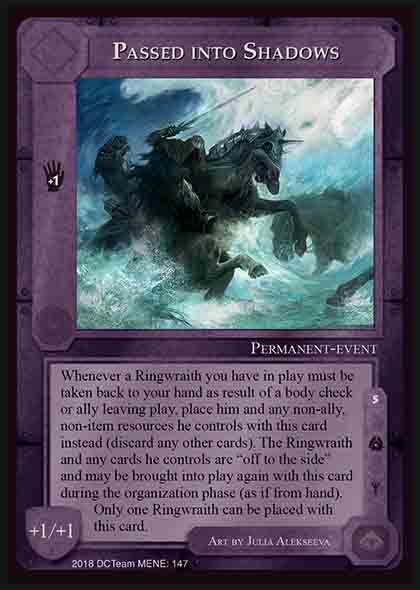 PASSED INTO SHADOWS
+1
PERMANENT-EVENT
Whenever a Ringwraith you have in play must be
taken back to your hand as result of a body check
or ally leaving play, place him and any non-ally,
non-item resources he controls with this card
instead (discard any other cards). The Ringwraith
and any cards he controls are “off to the side”
and may be brought into play again with this card
during the organization phase (as if from hand).
Only one Ringwraith can be placed with
this card.
5
+1/+1
ART BY JULIA ALEKSEEVA
2018 DCTeam MENE: 147